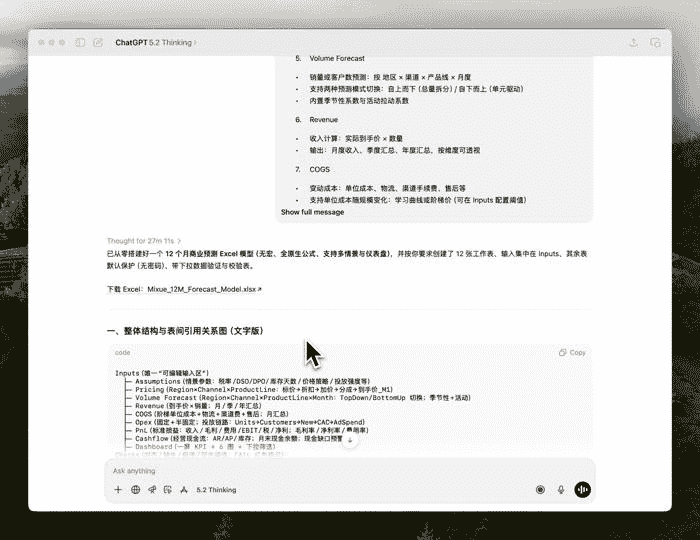 ChatGPT 5.2 Thinking >
5. Volume Forecast
• 销量或客户数预测：按 地区 × 渠道 × 产品线 × 月度
• 支持两种预测模式切换：自上而下 (总量拆分) / 自下而上 (单元驱动)
• 内置季节性系数与活动拉动系数
6. Revenue
• 收入计算：实际到手价 × 数量
• 输出：月度收入、季度汇总、年度汇总，按维度可透视
7. COGS
• 变动成本：单位成本、物流、渠道手续费、售后等
• 支持单位成本随规模变化：学习曲线或阶梯价 (可在 Inputs 配置阈值)
Show full message
Thought for 27m 11s >
已从零搭建好一个 12 个月商业预测 Excel 模型 (无宏、全原生公式、支持多情景与仪表盘)，并按你要求创建了 12 张工作表、输入集中在 Inputs、其余表
默认保护 (无密码)、带下拉数据验证与校验表。
下载 Excel：Mixue_12M_Forecast_Model.xlsx↗
一、整体结构与表间引用关系图 (文字版)
code
Copy
Inputs (唯一"可编辑输入区")
├─ Assumptions (情景参数：税率/DSO/DPO/库存天数/价格策略/投放强度等)
├─ Pricing (Region×Channel×ProductLine：标价→折扣→加价→分成→到手价_M1)
├─ Volume Forecast (Region×Channel×ProductLine×Month：TopDown/BottomUp 切换；季节性+活动)
├─ Revenue (到手价×销量；月/季/年汇总)
├─ COGS (阶梯单位成本+物流+渠道费+售后；月汇总)
├─ Opex (固定+半固定；投放链路：Units→Customers→New→CAC→AdSpend)
├─ PnL (标准损益：收入/毛利/费用/EBIT/税/净利；毛利率/净利率/费用率)
├─ Cashflow (经营现金流：AR/AP/库存；月末现金余额；现金缺口预警
├─ Dashboard (一屏 KPI + 6 图 + 下拉筛选)
Ask anything
5.2 Thinking